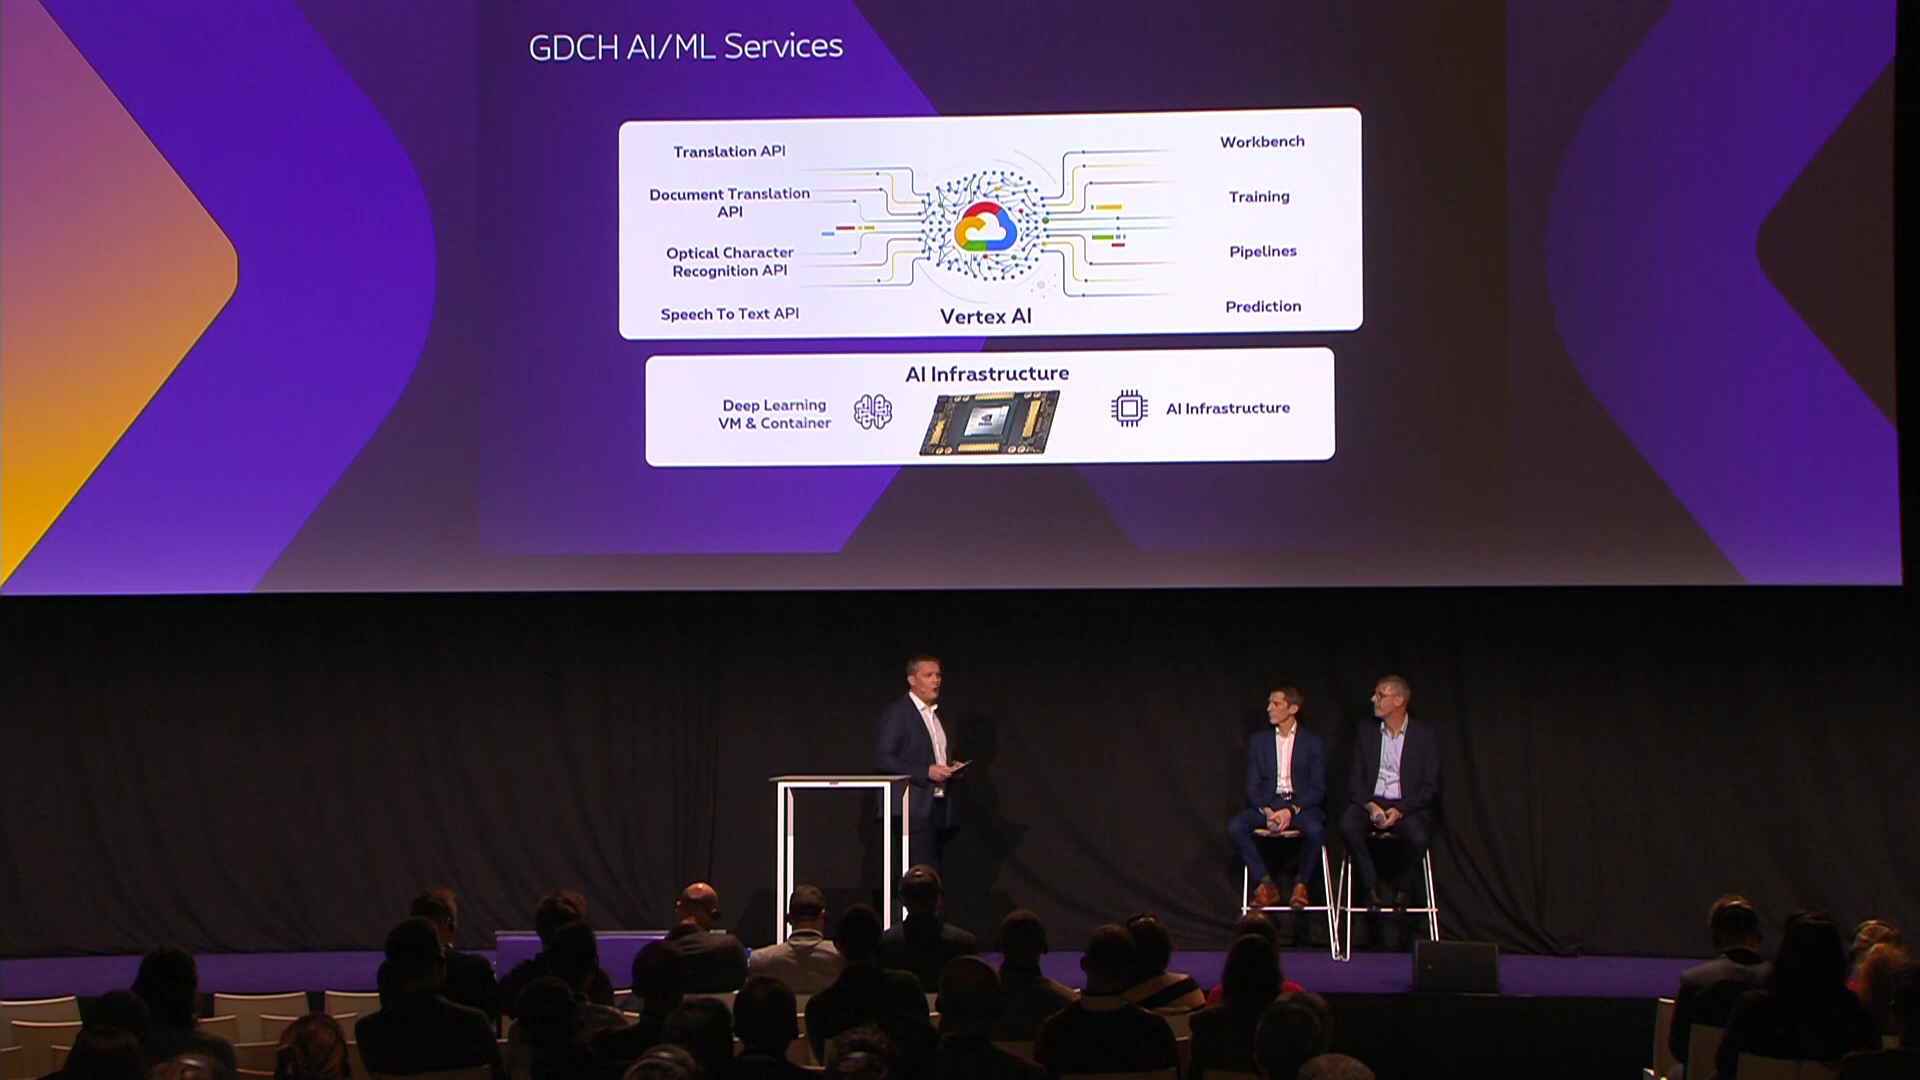 GDCH AI/ML Services
Translation API
Document Translation
API
Optical Character
Recognition API
Speech To Text API
Vertex AI
Workbench
Training
Pipelines
Prediction
AI Infrastructure
Deep Learning
VM & Container
AI Infrastructure